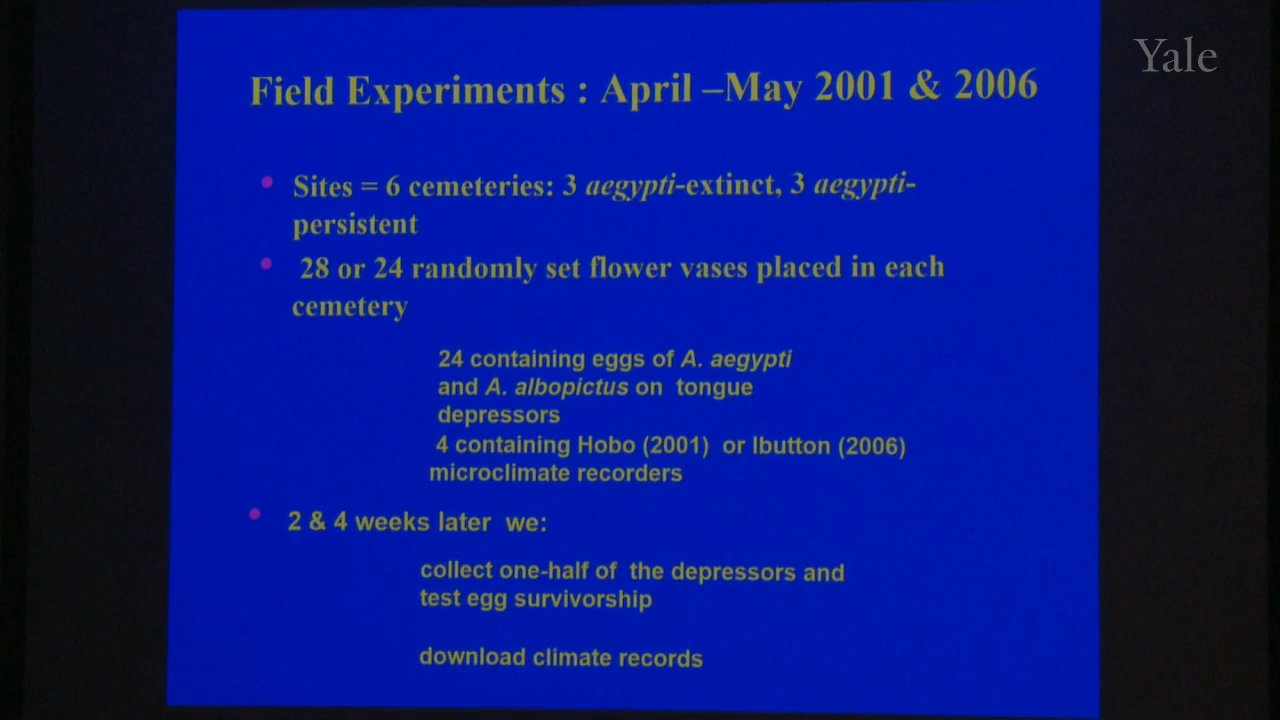 Yale
Field Experiments : April –May 2001 & 2006
Sites = 6 cemeteries: 3 aegypti-extinct, 3 aegypti-
persistent
28 or 24 randomly set flower vases placed in each
cemetery
24 containing eggs of A. aegypti
and A. albopictus on tongue
depressors
4 containing Hobo (2001) or Ibutton (2006)
microclimate recorders
2 & 4 weeks later we:
collect one-half of the depressors and
test egg survivorship
download climate records